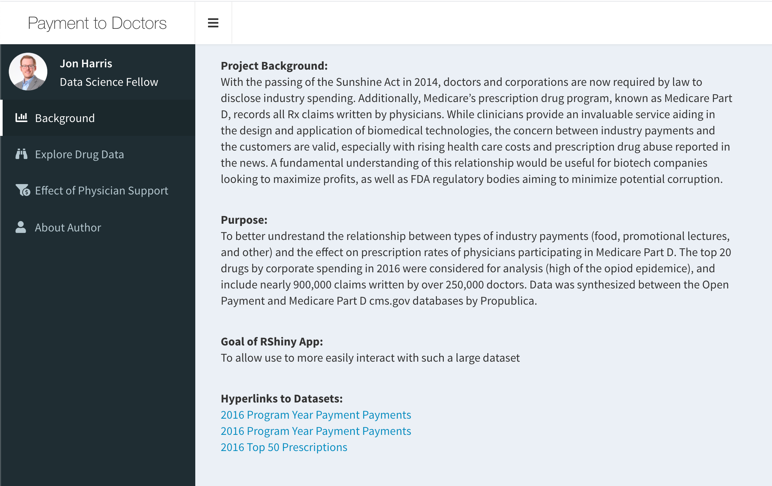 Payment to Doctors
Jon Harris
Data Science Fellow
Background
Explore Drug Data
Effect of Physician Support
About Author
Project Background:
With the passing of the Sunshine Act in 2014, doctors and corporations are now required by law to
disclose industry spending. Additionally, Medicare's prescription drug program, known as Medicare Part
D, records all Rx claims written by physicians. While clinicians provide an invaluable service aiding in
the design and application of biomedical technologies, the concern between industry payments and
the customers are valid, especially with rising health care costs and prescription drug abuse reported in
the news. A fundamental understanding of this relationship would be useful for biotech companies
looking to maximize profits, as well as FDA regulatory bodies aiming to minimize potential corruption.
Purpose:
To better undrestand the relationship between types of industry payments (food, promotional lectures,
and other) and the effect on prescription rates of physicians participating in Medicare Part D. The top 20
drugs by corporate spending in 2016 were considered for analysis (high of the opiod epidemice), and
include nearly 900,000 claims written by over 250,000 doctors. Data was synthesized between the Open
Payment and Medicare Part D cms.gov databases by Propublica.
Goal of RShiny App:
To allow use to more easily interact with such a large dataset
Hyperlinks to Datasets:
2016 Program Year Payment Payments
2016 Program Year Payment Payments
2016 Top 50 Prescriptions